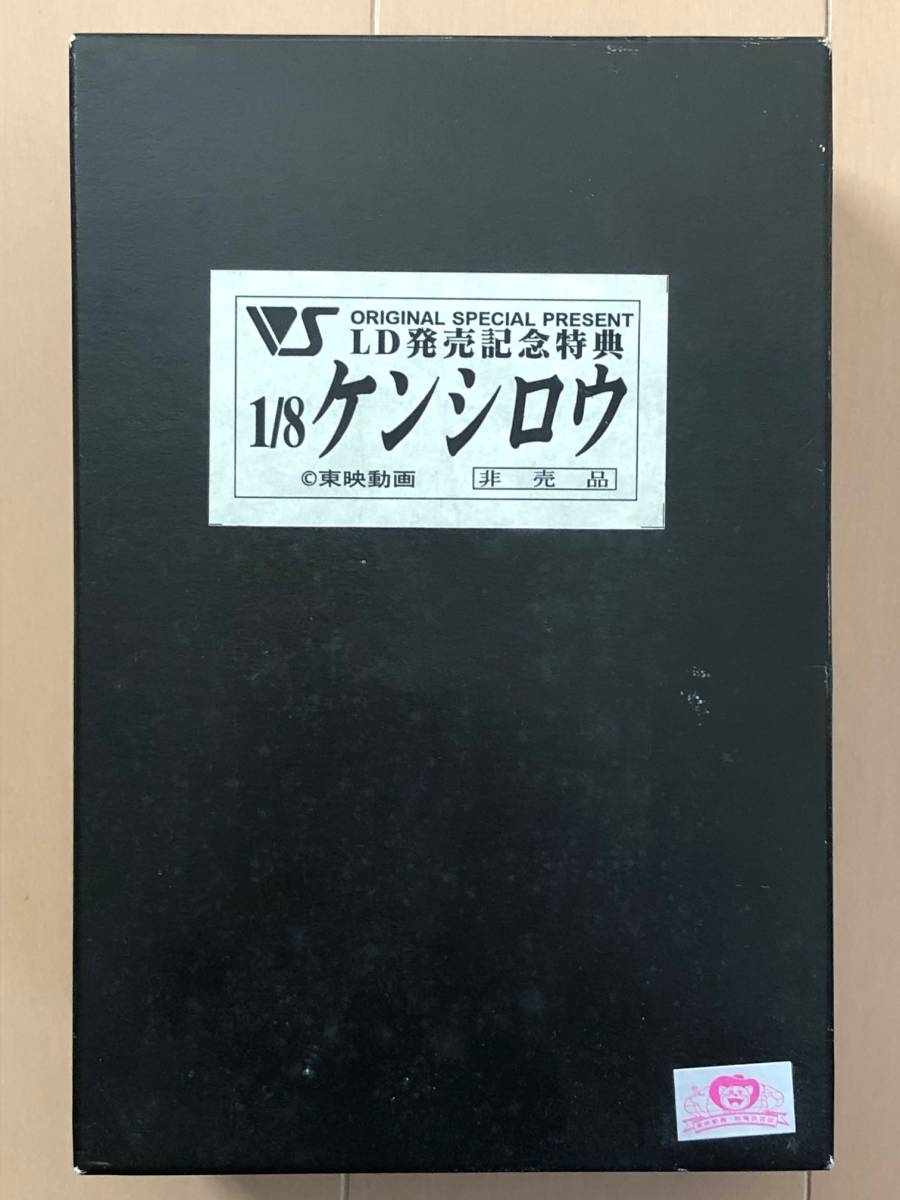 VS ORIGINAL SPECIAL PRESENT
LD発売記念特典
1/8ケンシロウ
©東映動画 非売品